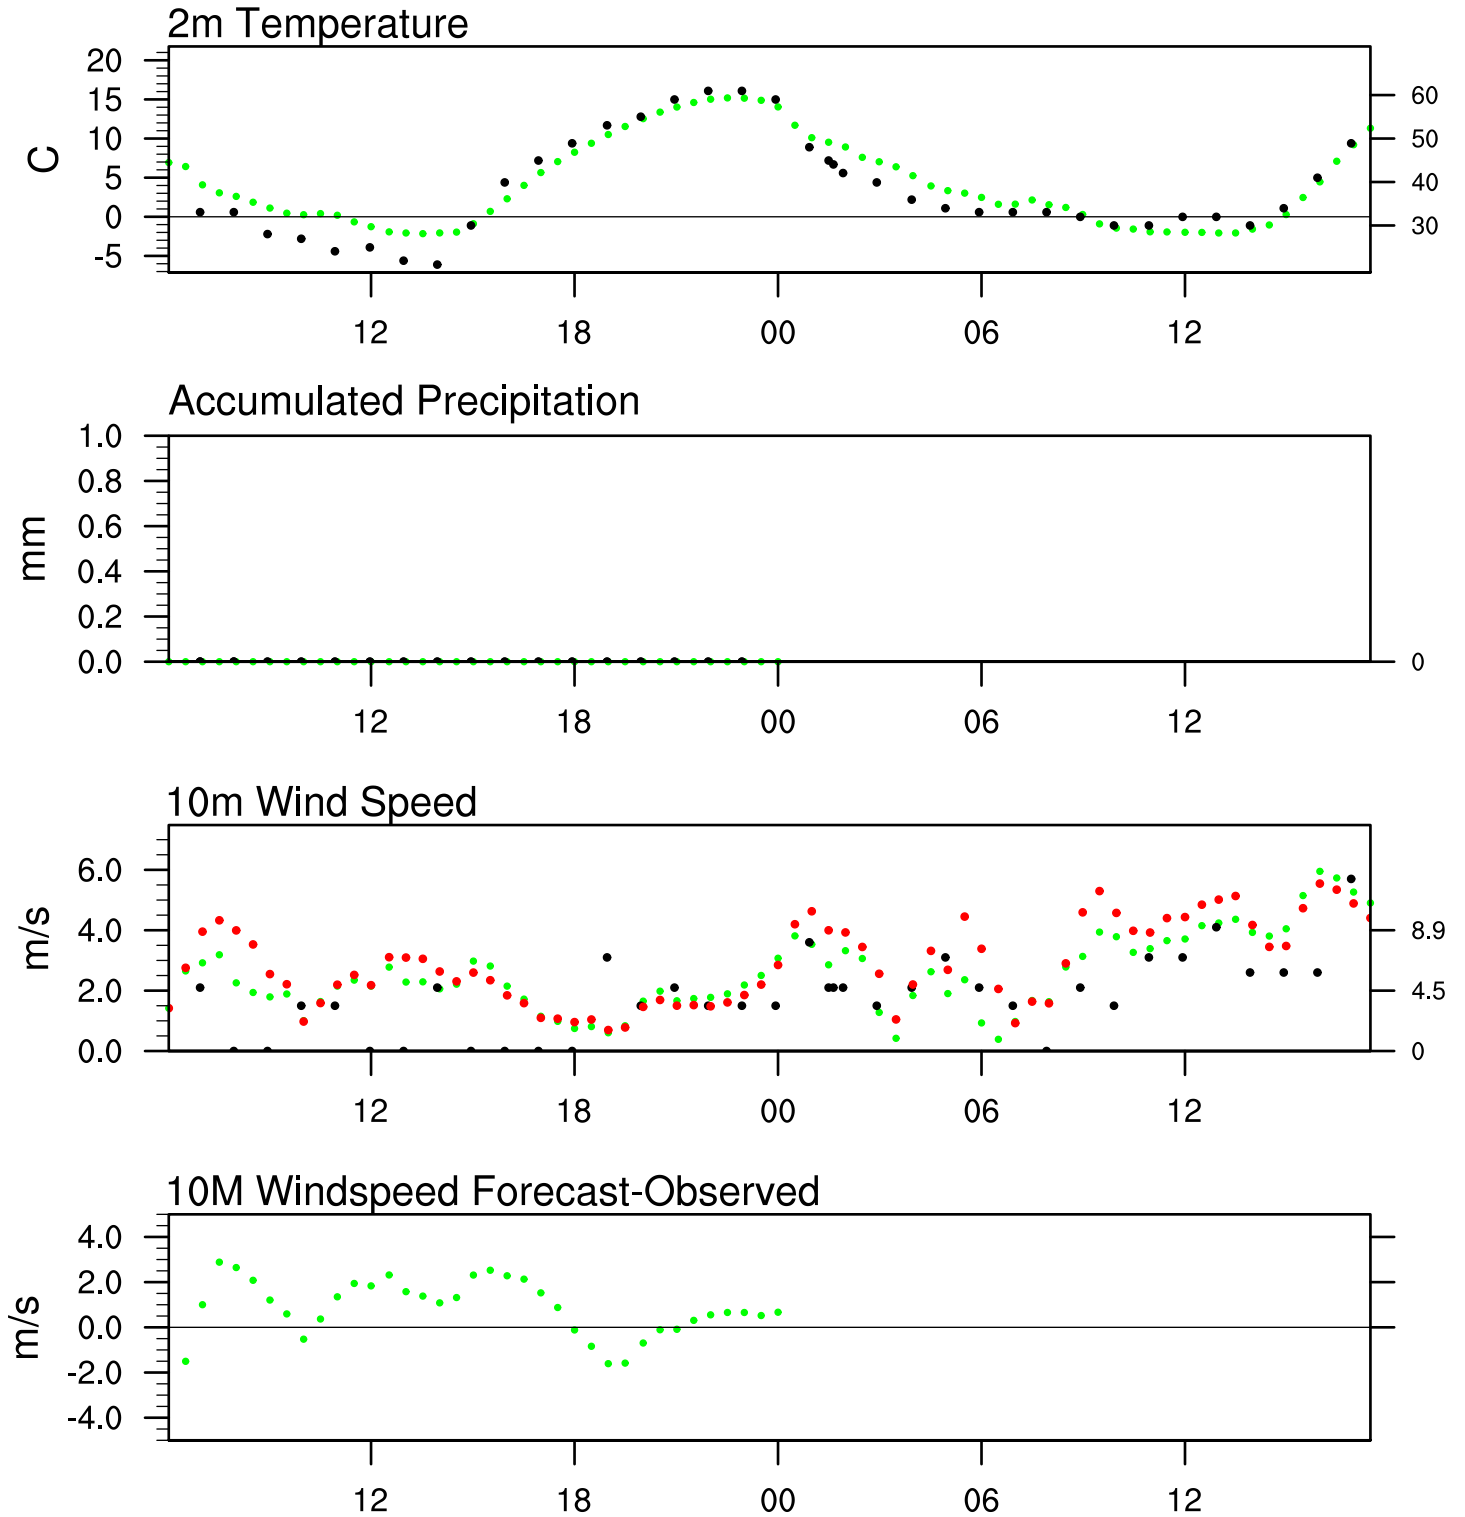 2m Temperature
20
15
10
5
0
-5
C
60
50
40
30
12 18 00 06 12
Accumulated Precipitation
1.0
0.8
0.6
0.4
0.2
0.0
mm
0
12 18 00 06 12
10m Wind Speed
6.0
4.0
2.0
0.0
m/s
8.9
4.5
0
12 18 00 06 12
10M Windspeed Forecast-Observed
4.0
2.0
0.0
-2.0
-4.0
m/s
12 18 00 06 12